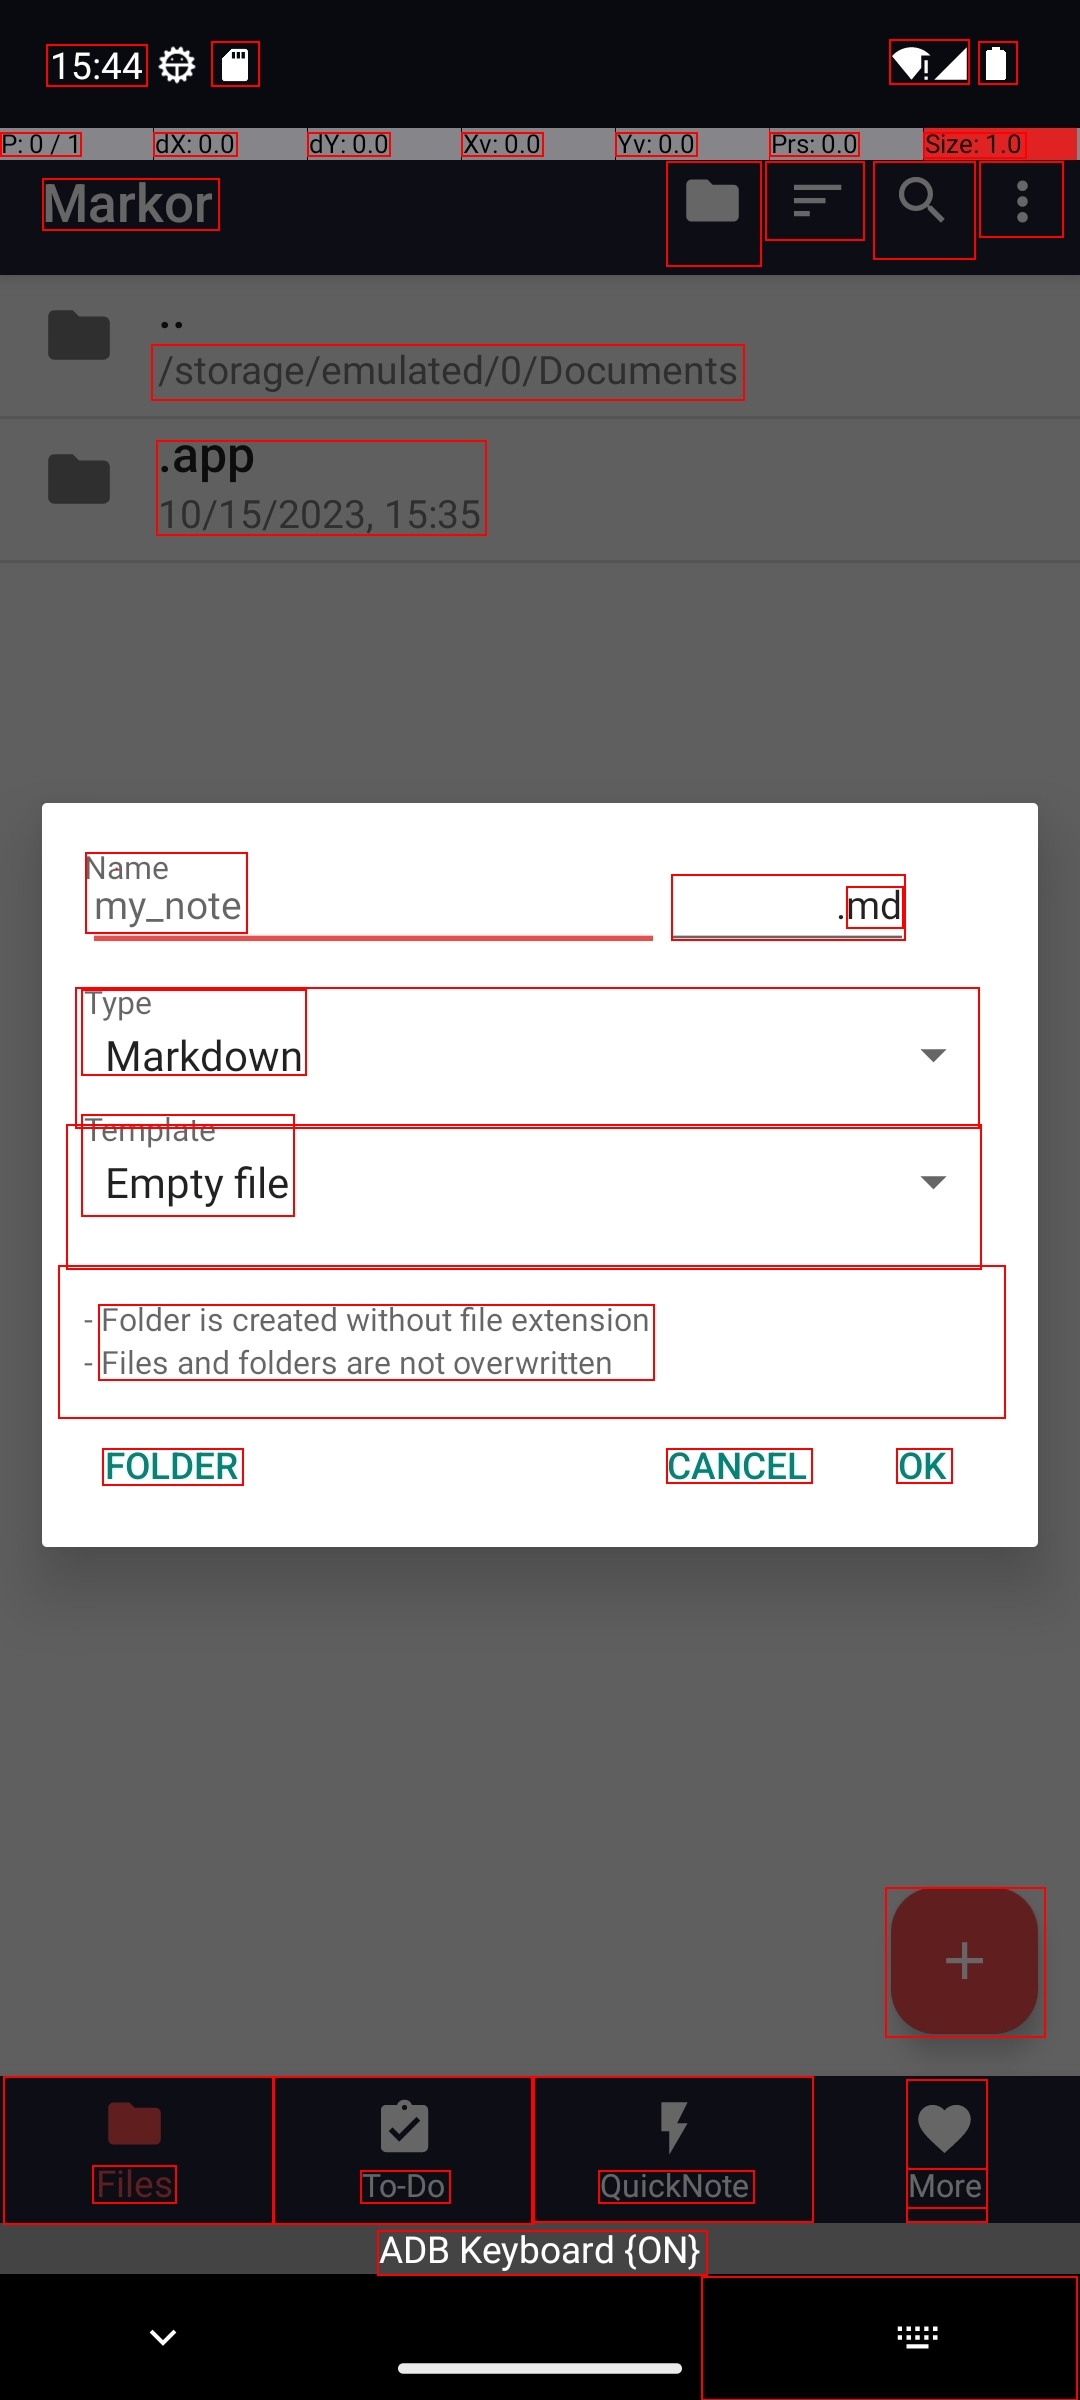 15:44
P: 0 / 1 dX: 0.0 dY: 0.0 Xv: 0.0 Yv: 0.0 Prs: 0.0 Size: 1.0
Markor
..
/storage/emulated/0/Documents
.app
10/15/2023, 15:35
Name
my_note .md
Type
Markdown
Template
Empty file
- Folder is created without file extension
- Files and folders are not overwritten
FOLDER CANCEL OK
Files To-Do QuickNote More
ADB Keyboard {ON}